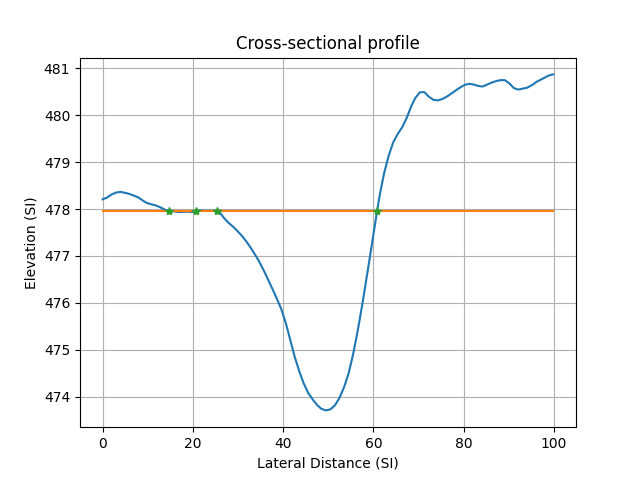 Cross-sectional profile
481
480
479
478
477
476
475
474
Elevation (SI)
0 20 40 60 80 100
Lateral Distance (SI)